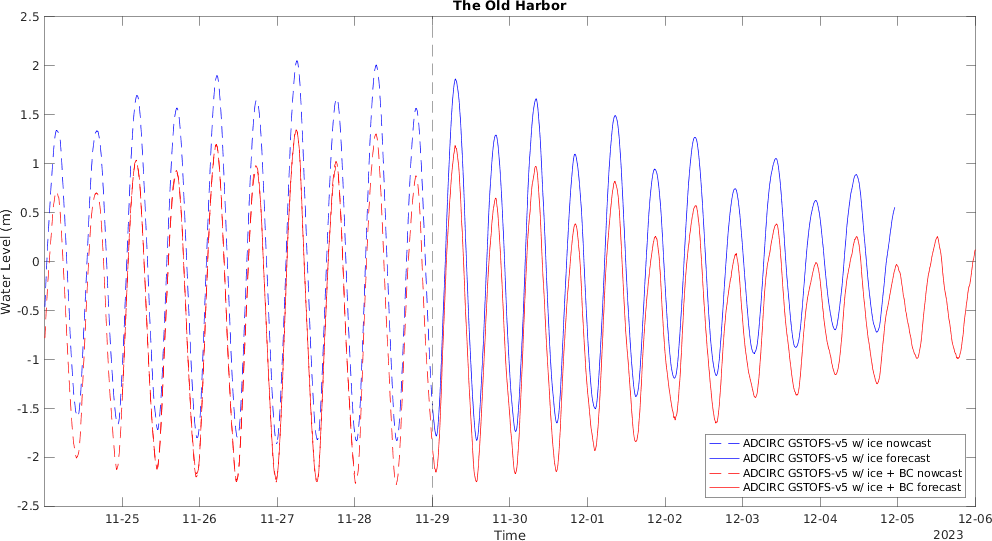 The Old Harbor
2.5
2
1.5
1
0.5
0
-0.5
-1
-1.5
-2
-2.5
Water Level (m)
ADCIRC GSTOFS-v5 w/ ice nowcast
ADCIRC GSTOFS-v5 w/ ice forecast
ADCIRC GSTOFS-v5 w/ ice + BC nowcast
ADCIRC GSTOFS-v5 w/ ice + BC forecast
11-25 11-26 11-27 11-28 11-29 11-30 12-01 12-02 12-03 12-04 12-05 12-06
Time
2023